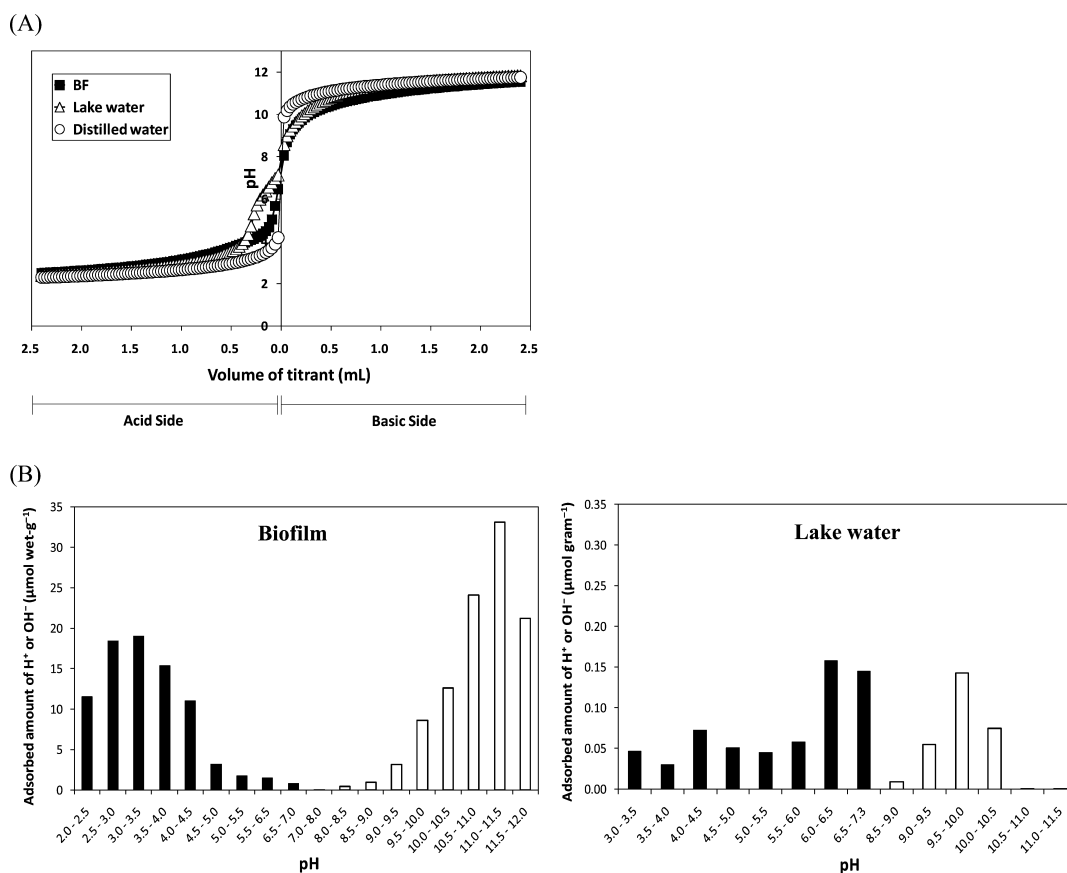 (A)
BF
Lake water
Distilled water
12
10
8
pH
6
4
2
0
2.5 2.0 1.5 1.0 0.5 0.0 0.5 1.0 1.5 2.0 2.5
Volume of titrant (mL)
Acid Side Basic Side
(B)
Biofilm
Adsorbed amount of H⁺ or OH⁻ (µmol wet-g⁻¹)
35
30
25
20
15
10
5
0
2.0 - 2.5 2.5 - 3.0 3.0 - 3.5 3.5 - 4.0 4.0 - 4.5 4.5 - 5.0 5.0 - 5.5 5.5 - 6.5 6.5 - 7.0 7.0 - 8.0 8.0 - 8.5 8.5 - 9.0 9.0 - 9.5 9.5 - 10.0 10.0 - 10.5 10.5 - 11.0 11.0 - 11.5 11.5 - 12.0
pH
Lake water
Adsorbed amount of H⁺ or OH⁻ (µmol gram⁻¹)
0.35
0.30
0.25
0.20
0.15
0.10
0.05
0.00
3.0 - 3.5 3.5 - 4.0 4.0 - 4.5 4.5 - 5.0 5.0 - 5.5 5.5 - 6.0 6.0 - 6.5 6.5 - 7.3 8.5 - 9.0 9.0 - 9.5 9.5 - 10.0 10.0 - 10.5 10.5 - 11.0 11.0 - 11.5
pH